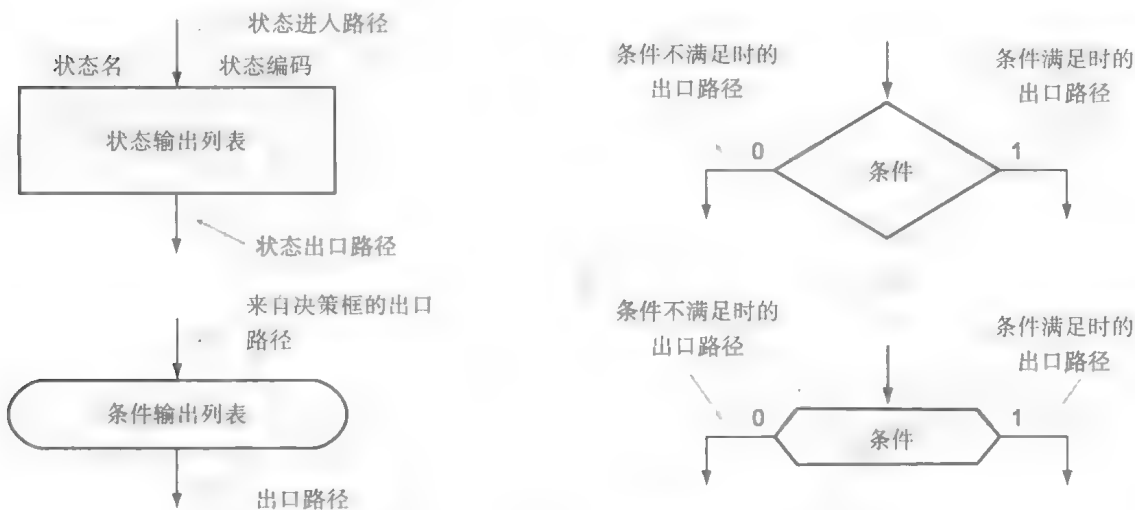 状态进入路径
状态名
状态编码
状态输出列表
状态出口路径
来自决策框的出口
路径
条件输出列表
出口路径
条件不满足时的
出口路径
条件满足时的
出口路径
0
1
条件
条件不满足时的
出口路径
条件满足时的
出口路径
0
1
条件